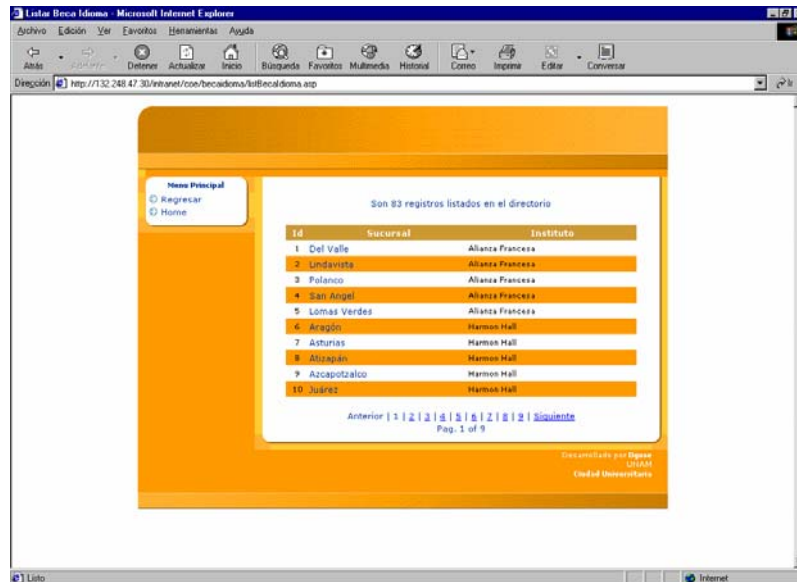 Listar Beca Idioma - Microsoft Internet Explorer
Archivo Edición Ver Favoritos Herramientas Ayuda
Atrás Adelante Detener Actualizar Inicio Búsqueda Favoritos Multimedia Historial Correo Imprimir Editar Conversar
Dirección http://132.248.47.30/intranet/coe/becaidioma/listBecaIdioma.asp
Menu Principal
Regresar
Home
Son 83 registros listados en el directorio
Id Sucursal Instituto
1 Del Valle Alianza Francesa
2 Lindavista Alianza Francesa
3 Polanco Alianza Francesa
4 San Angel Alianza Francesa
5 Lomas Verdes Alianza Francesa
6 Aragón Harmon Hall
7 Asturias Harmon Hall
8 Atizapán Harmon Hall
9 Azcapotzalco Harmon Hall
10 Juárez Harmon Hall
Anterior | 1 | 2 | 3 | 4 | 5 | 6 | 7 | 8 | 9 | Siguiente
Pag. 1 of 9
Desarrollado por Dgose
UNAM
Ciudad Universitaria
Listo Internet